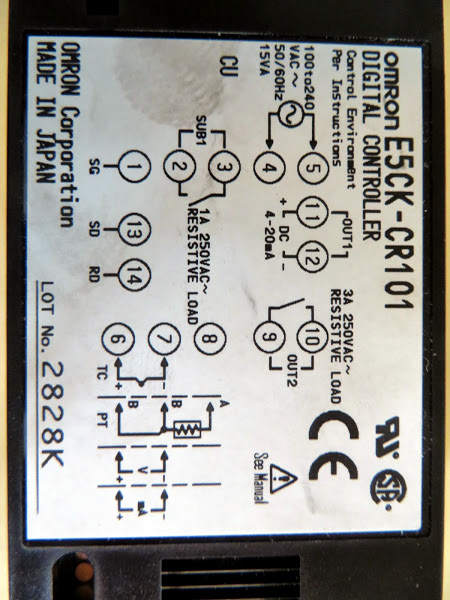 OMRON E5CK-CR101
DIGITAL CONTROLLER
Control Environment
Per Instructions
100to240
VAC~
50/60Hz
15VA
5
4
OUT1
11
12
+
-
DC
4-20mA
3A 250VAC~
RESISTIVE LOAD
10
9
OUT2
CE
See Manual
CU
SUB1
3
2
1A 250VAC~
RESISTIVE LOAD
8
7
6
A
B
B
-
+
TC
PT
-
+
V
-
+
mA
1
13
14
SG
SD
RD
OMRON Corporation
MADE IN JAPAN
LOT No. 2828K